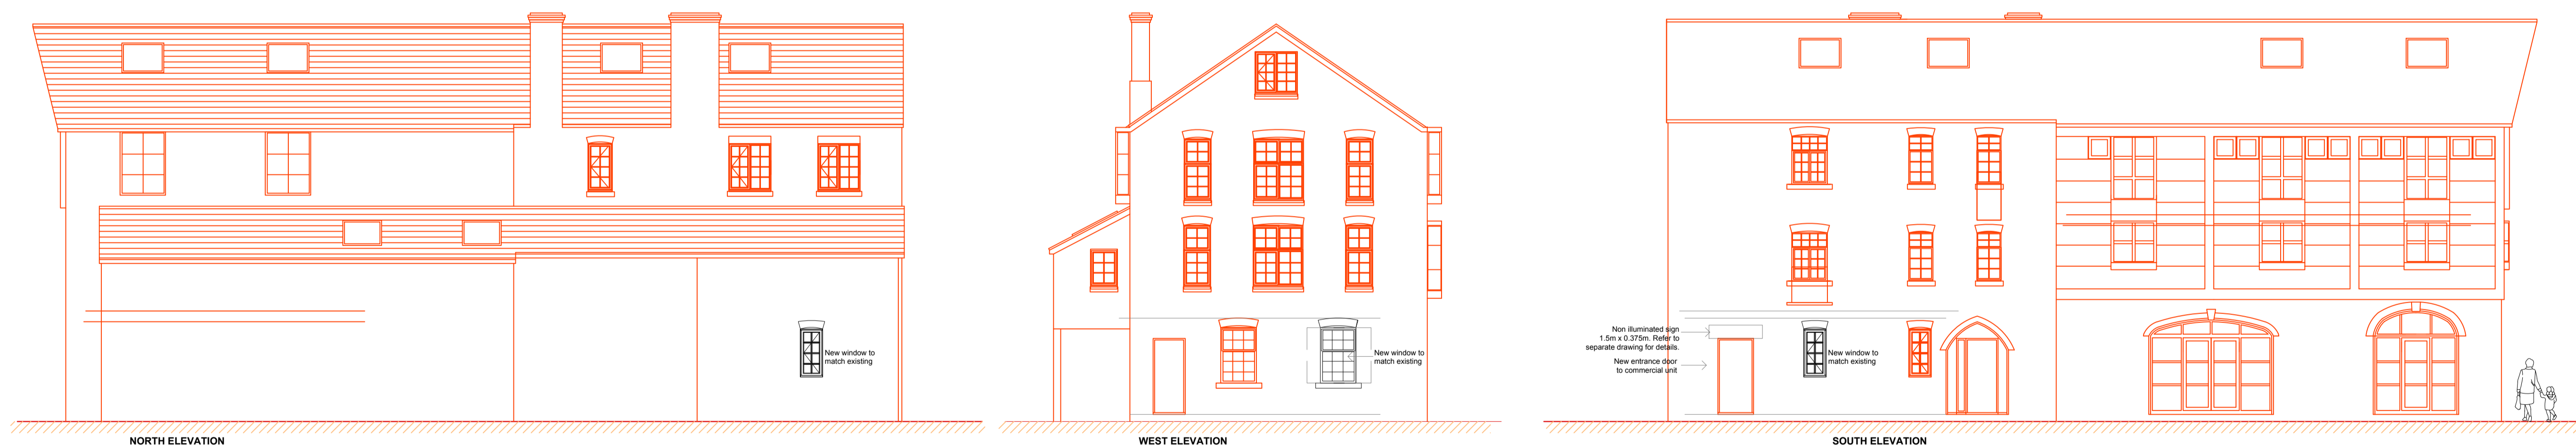 New window to
match existing
NORTH ELEVATION
New window to
match existing
WEST ELEVATION
Non illuminated sign
1.5m x 0.375m. Refer to
separate drawing for details.
New entrance door
to commercial unit
New window to
match existing
SOUTH ELEVATION